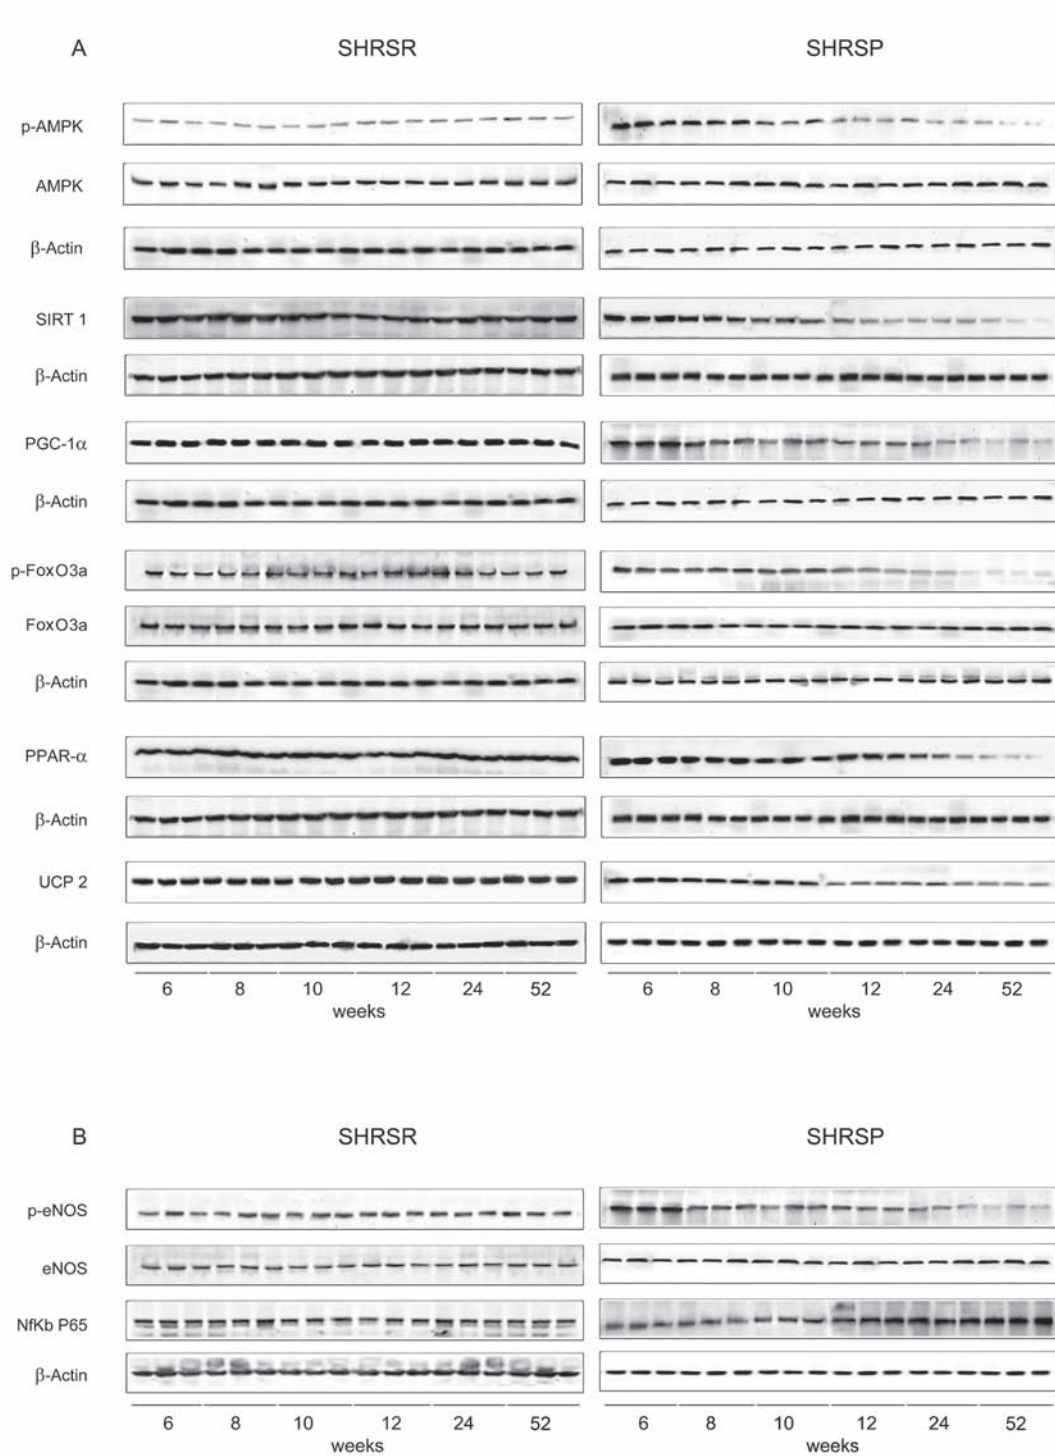 A SHRSR SHRSP
p-AMPK
AMPK
β-Actin
SIRT 1
β-Actin
PGC-1α
β-Actin
p-FoxO3a
FoxO3a
β-Actin
PPAR-α
β-Actin
UCP 2
β-Actin
6 8 10 12 24 52 6 8 10 12 24 52
weeks weeks
B SHRSR SHRSP
p-eNOS
eNOS
NfKb P65
β-Actin
6 8 10 12 24 52 6 8 10 12 24 52
weeks weeks